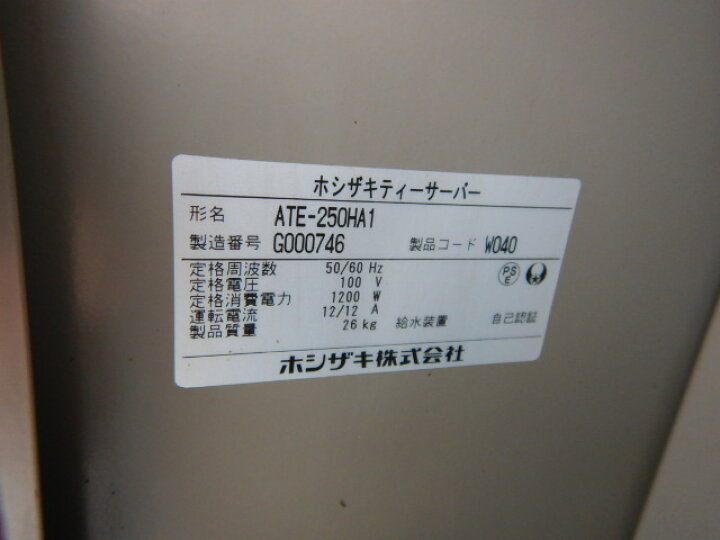 ホシザキティーサーバー
形名 ATE-250HA1
製造番号 G000746 製品コード W040
定格周波数 50/60 Hz
定格電圧 100 V
定格消費電力 1200 W
運転電流 12/12 A
製品質量 26kg 給水装置 自己認証
PS E
ホシザキ株式会社